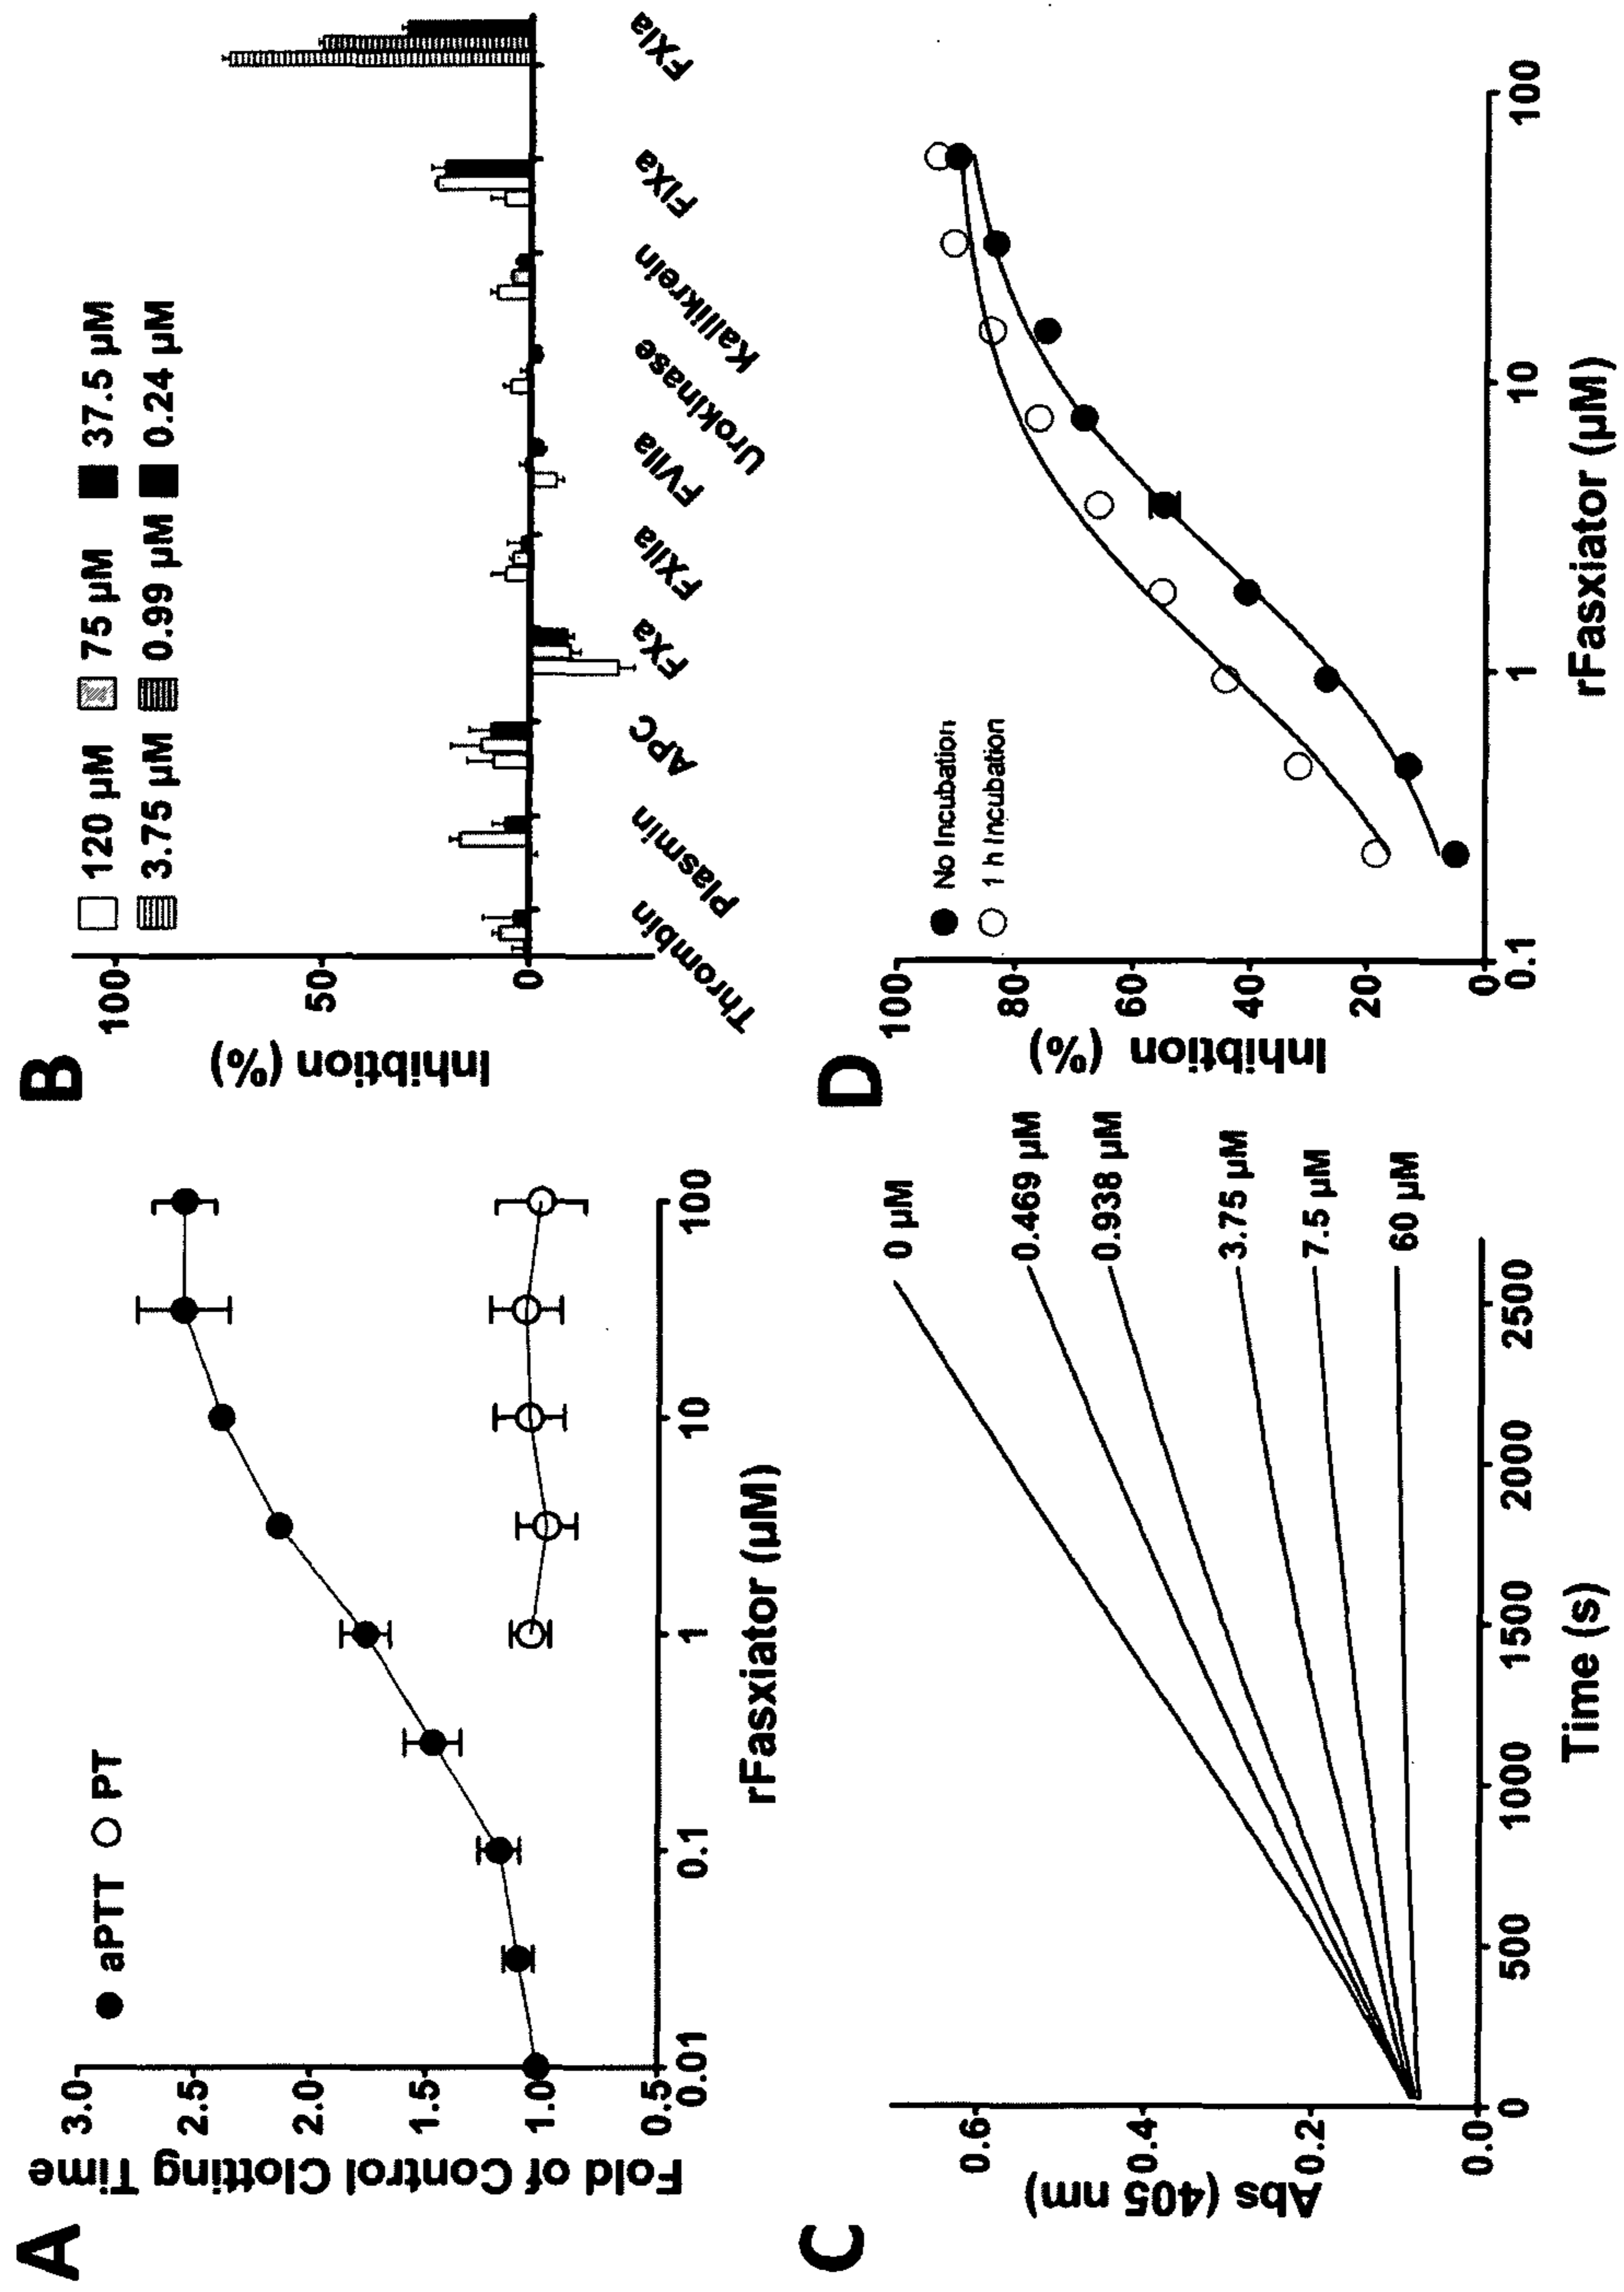 A
aPTT PT
Fold of Control Clotting Time
3.0
2.5
2.0
1.5
1.0
0.5
0.01 0.1 1 10 100
rFasxiator (µM)
B
120 µM 75 µM 37.5 µM
3.75 µM 0.99 µM 0.24 µM
Inhibtion (%)
100
50
0
Thrombin Plasmin APC FXa FXIIa FVIIa Urokinase Kallikrein FIXa FXIa
C
Abs (405 nm)
0.6
0.4
0.2
0.0
0 500 1000 1500 2000 2500
Time (s)
0 µM
0.469 µM
0.938 µM
3.75 µM
7.5 µM
60 µM
D
No Incubation
1 h Incubation
Inhibtion (%)
100
80
60
40
20
0
0.1 1 10 100
rFasxiator (µM)